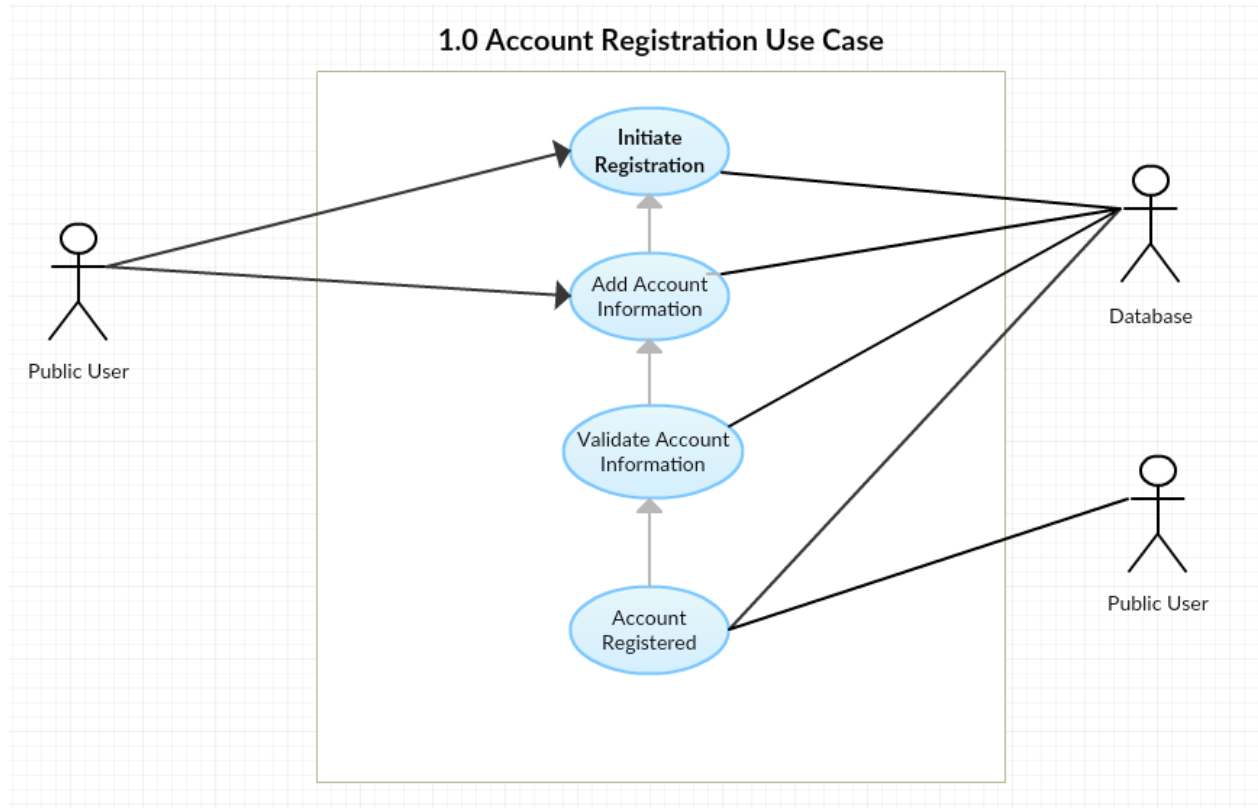 1.0 Account Registration Use Case
Initiate
Registration
Public User
Add Account
Information
Database
Validate Account
Information
Account
Registered
Public User